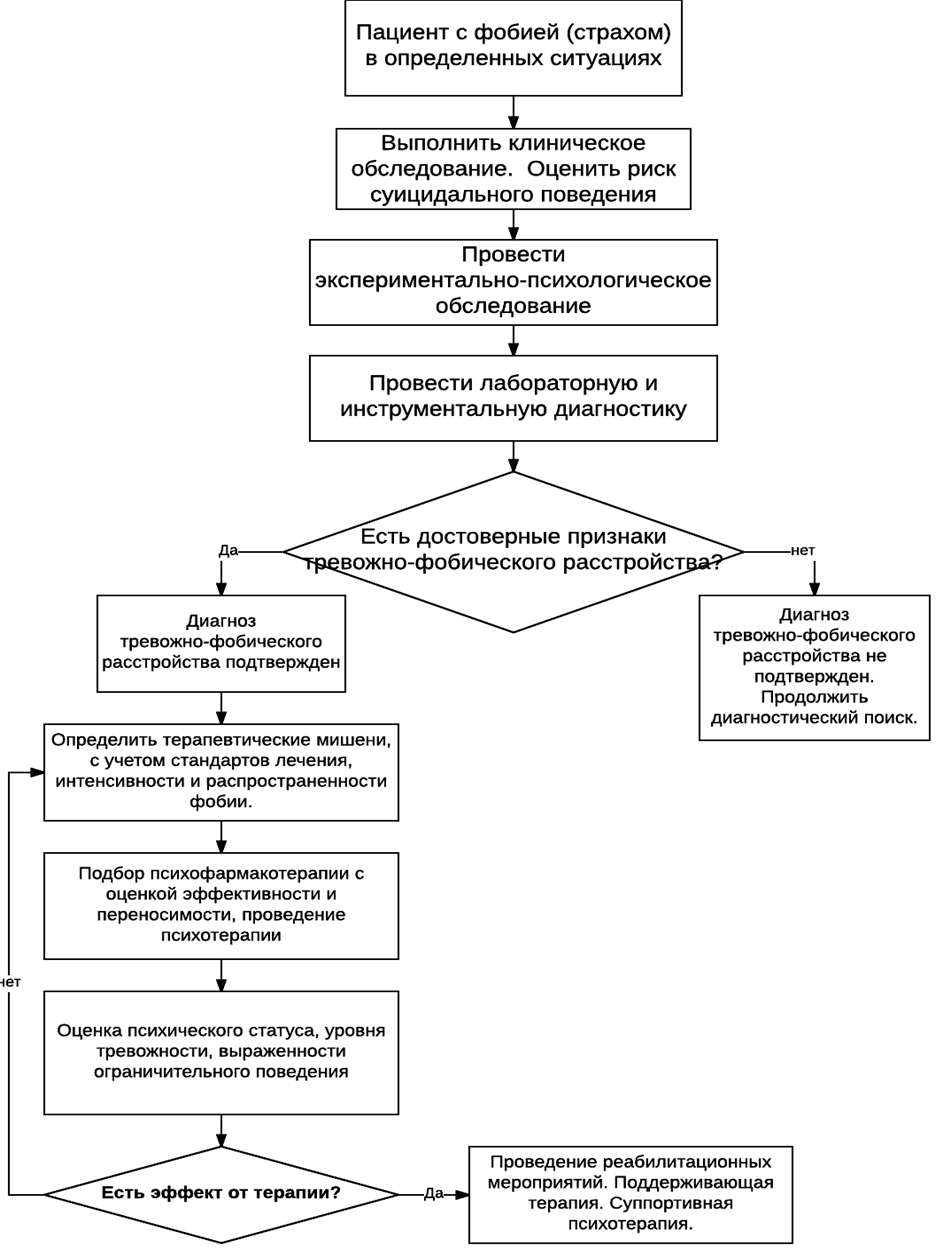 Пациент с фобией (страхом)
в определенных ситуациях
Выполнить клиническое
обследование.  Оценить риск
суицидального поведения
Провести
экспериментально-психологическое
обследование
Провести лабораторную и
инструментальную диагностику
Есть достоверные признаки
тревожно-фобического расстройства?
Да
нет
Диагноз
тревожно-фобического
расстройства подтвержден
Диагноз
тревожно-фобического
расстройства не
подтвержден.
Продолжить
диагностический поиск.
Определить терапевтические мишени,
с учетом стандартов лечения,
интенсивности и распространенности
фобии.
Подбор психофармакотерапии с
оценкой эффективности и
переносимости, проведение
психотерапии
нет
Оценка психического статуса, уровня
тревожности, выраженности
ограничительного поведения
Есть эффект от терапии?
Да
Проведение реабилитационных
мероприятий. Поддерживающая
терапия. Суппортивная
психотерапия.